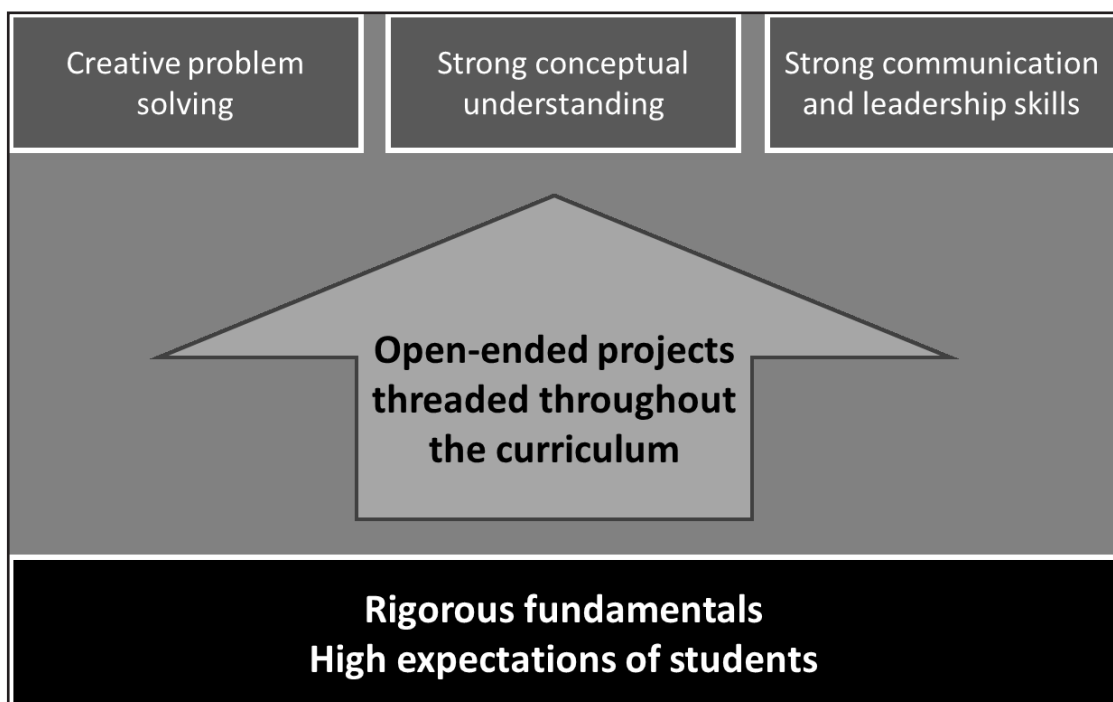 Creative problem
solving
Strong conceptual
understanding
Strong communication
and leadership skills
Open-ended projects
threaded throughout
the curriculum
Rigorous fundamentals
High expectations of students